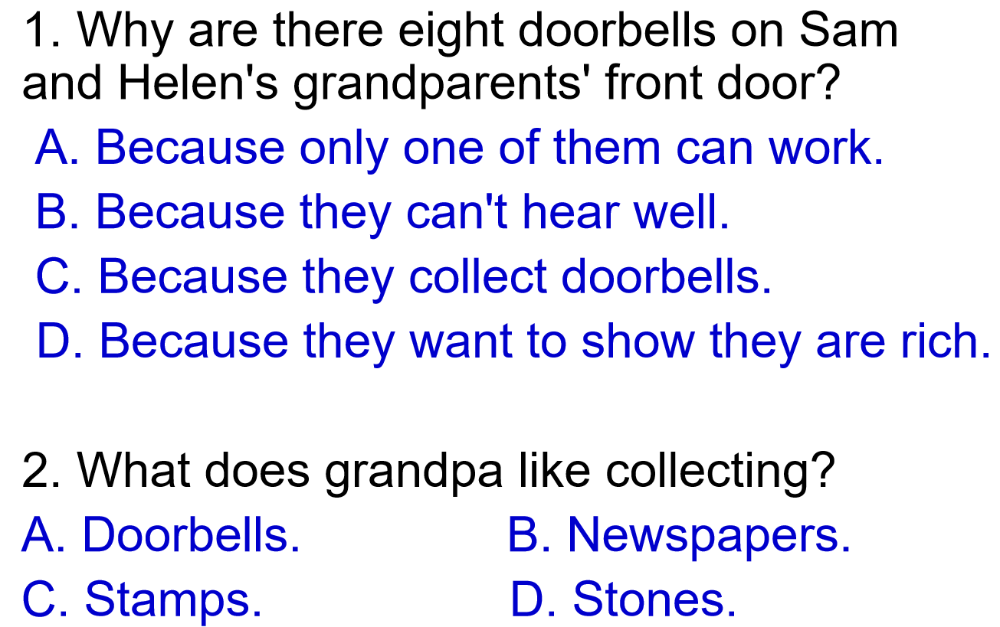 1. Why are there eight doorbells on Sam
and Helen's grandparents' front door?
A. Because only one of them can work.
B. Because they can't hear well.
C. Because they collect doorbells.
D. Because they want to show they are rich.
2. What does grandpa like collecting?
A. Doorbells. B. Newspapers.
C. Stamps. D. Stones.